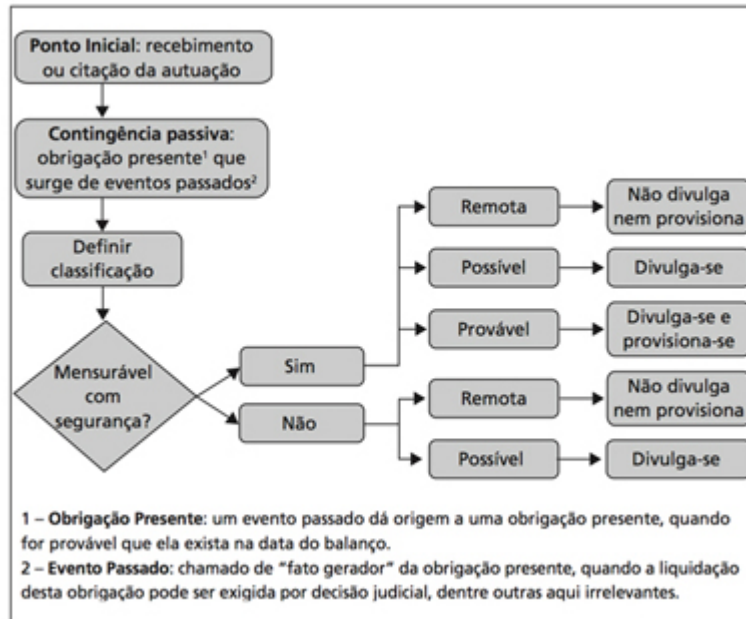 Ponto Inicial: recebimento
ou citação da autuação
Contingência passiva:
obrigação presente¹ que
surge de eventos passados²
Definir
classificação
Mensurável
com
segurança?
Sim
Não
Remota
Não divulga
nem provisiona
Possível
Divulga-se
Provável
Divulga-se e
provisiona-se
Remota
Não divulga
nem provisiona
Possível
Divulga-se
1 – Obrigação Presente: um evento passado dá origem a uma obrigação presente, quando
for provável que ela exista na data do balanço.
2 – Evento Passado: chamado de "fato gerador" da obrigação presente, quando a liquidação
desta obrigação pode ser exigida por decisão judicial, dentre outras aqui irrelevantes.